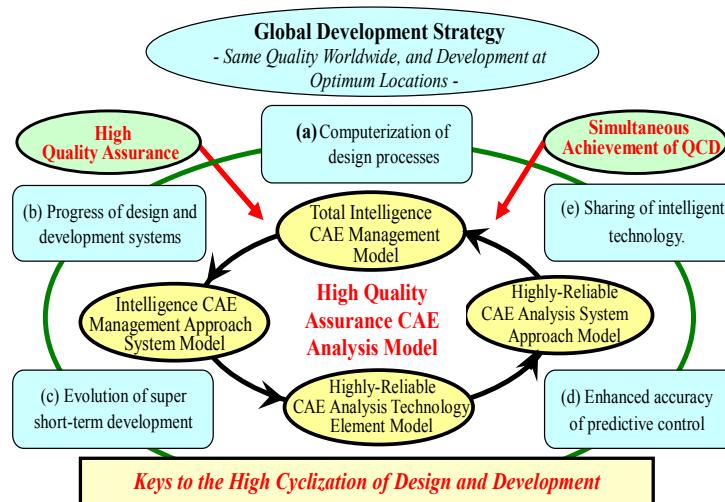 Global Development Strategy
- Same Quality Worldwide, and Development at
Optimum Locations -
High
Quality Assurance
(a) Computerization of
design processes
Simultaneous
Achievement of QCD
(b) Progress of design and
development systems
Total Intelligence
CAE Management
Model
(e) Sharing of intelligent
technology.
Intelligence CAE
Management Approach
System Model
High Quality
Assurance CAE
Analysis Model
Highly-Reliable
CAE Analysis System
Approach Model
(c) Evolution of super
short-term development
Highly-Reliable
CAE Analysis Technology
Element Model
(d) Enhanced accuracy
of predictive control
Keys to the High Cyclization of Design and Development